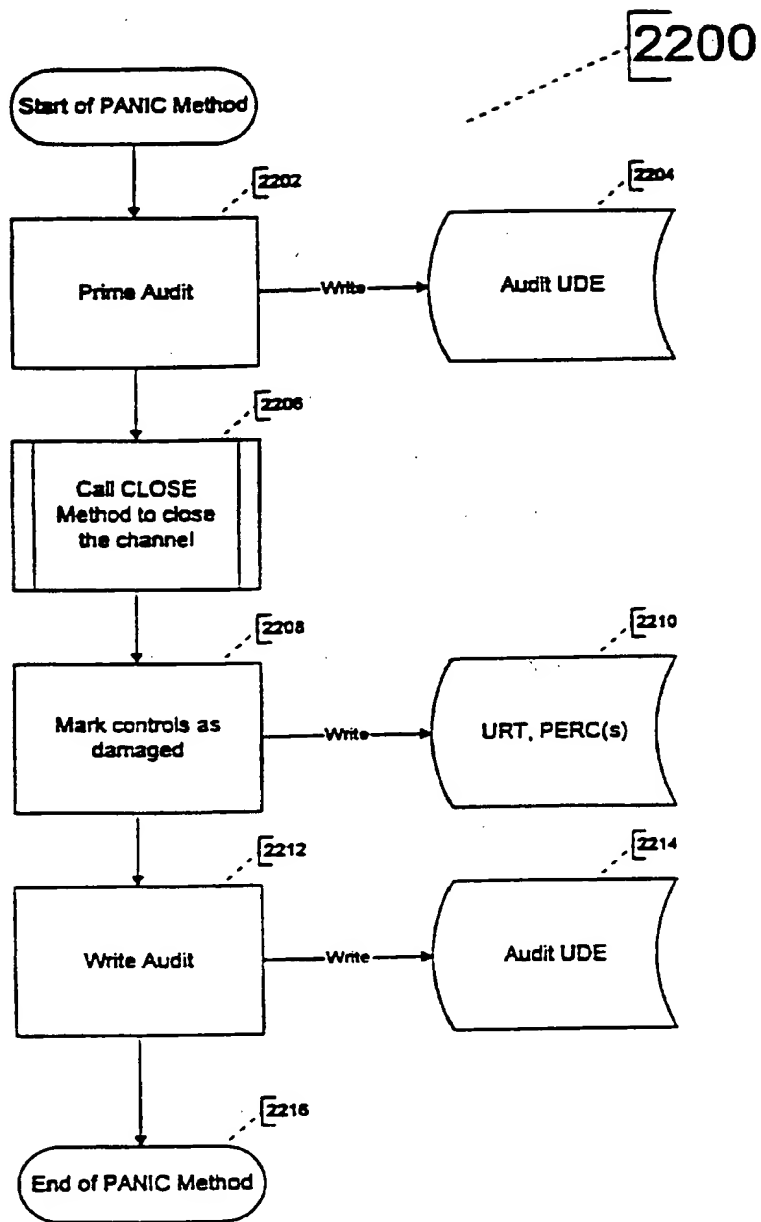 2200
Start of PANIC Method
2202
2204
Prime Audit
Write
Audit UDE
2206
Call CLOSE
Method to close
the channel
2208
2210
Mark controls as
damaged
Write
URT, PERC(s)
2212
2214
Write Audit
Write
Audit UDE
2216
End of PANIC Method